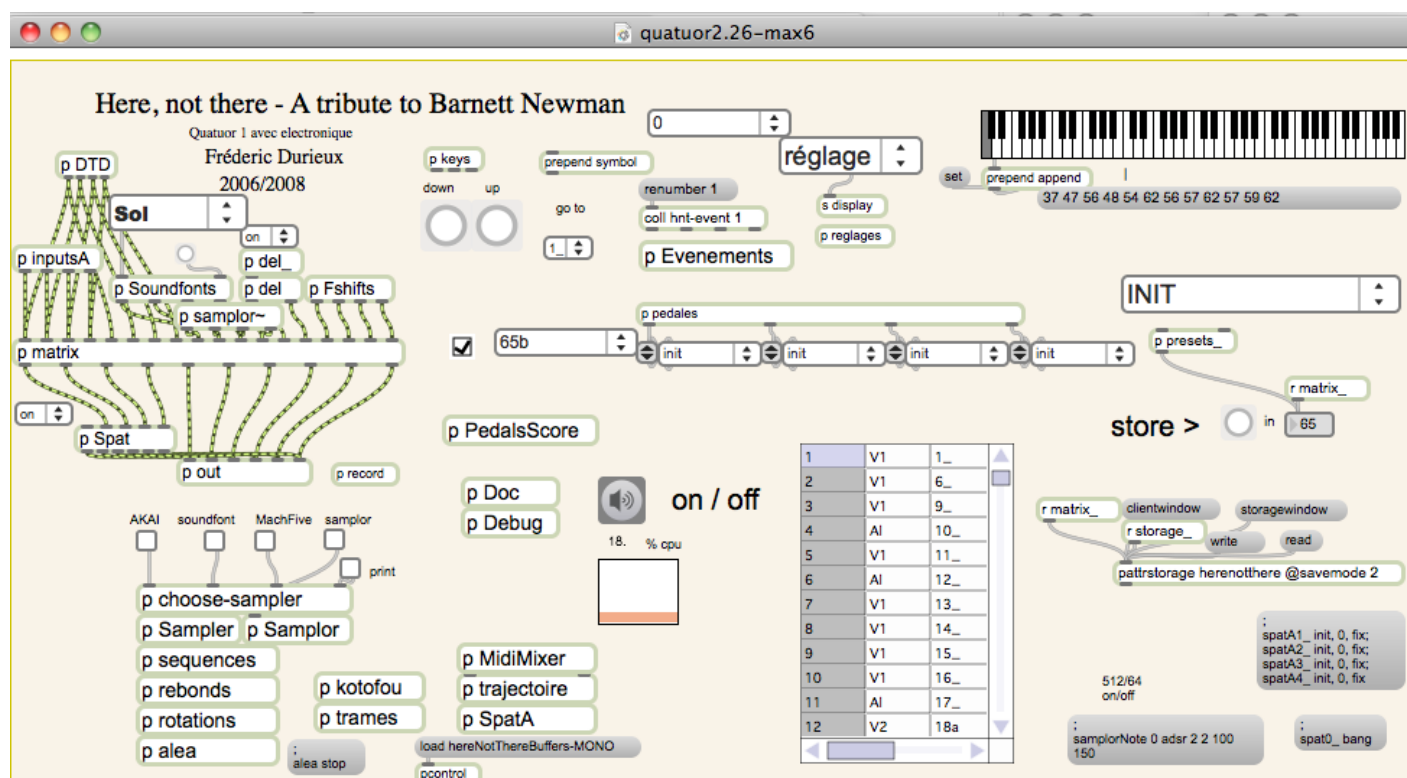 quatuor2.26-max6
Here, not there - A tribute to Barnett Newman
Quatuor 1 avec electronique
Fréderic Durieux
2006/2008
p DTD
Sol
on
p inputsA
p del_
p Soundfonts
p del
p Fshifts
p samplor~
p matrix
on
p Spat
p out
p record
p keys
down
up
prepend symbol
go to
1_
0
renumber 1
coll hnt-event 1
p Evenements
réglage
s display
p reglages
set
prepend append
37 47 56 48 54 62 56 57 62 57 59 62
INIT
p presets_
r matrix_
store >
in
65
p pedales
65b
init
init
init
init
p PedalsScore
p Doc
p Debug
on / off
18.
% cpu
1 V1 1_
2 V1 6_
3 V1 9_
4 Al 10_
5 V1 11_
6 Al 12_
7 V1 13_
8 V1 14_
9 V1 15_
10 V1 16_
11 Al 17_
12 V2 18a
r matrix_
clientwindow
storagewindow
r storage_
write
read
pattrstorage herenotthere @savemode 2
;
spatA1_ init, 0, fix;
spatA2_ init, 0, fix;
spatA3_ init, 0, fix;
spatA4_ init, 0, fix
512/64
on/off
;
samplorNote 0 adsr 2 2 100
150
;
spat0_ bang
AKAI
soundfont
MachFive
samplor
print
p choose-sampler
p Sampler
p Samplor
p sequences
p rebonds
p rotations
p alea
p kotofou
p trames
;
alea stop
p MidiMixer
p trajectoire
p SpatA
load hereNotThereBuffers-MONO
pcontrol